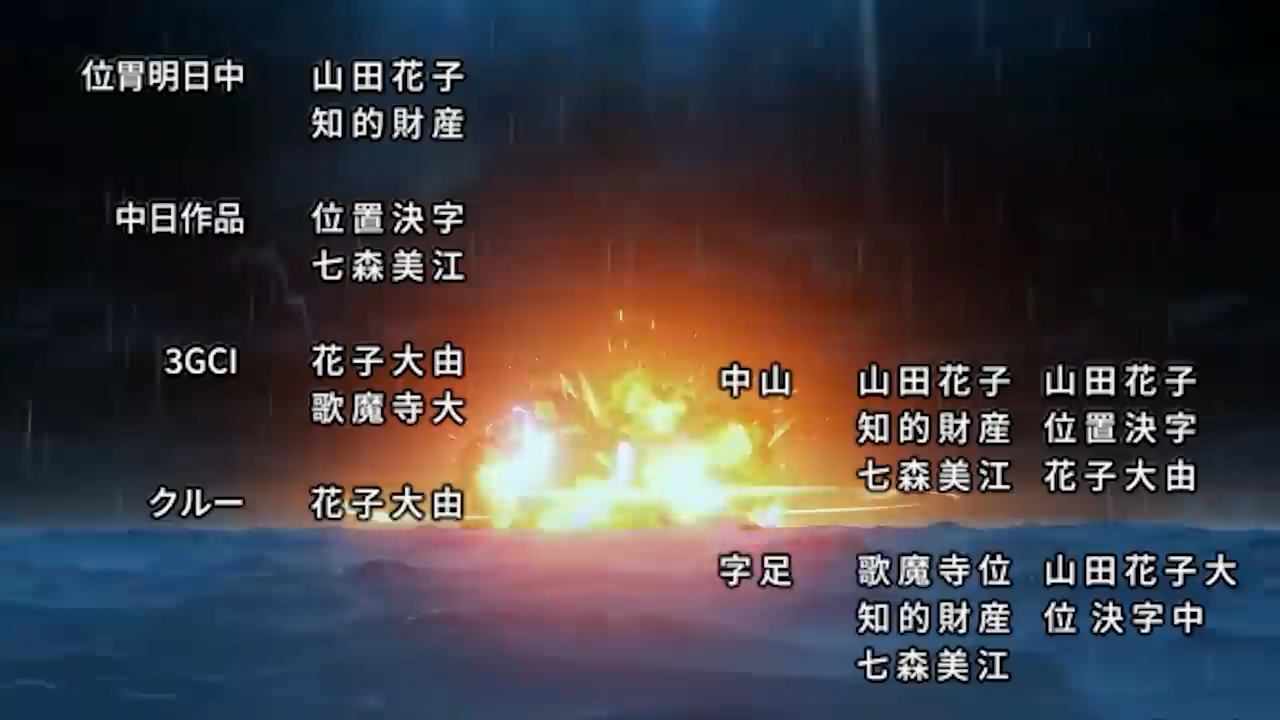 位胃明日中 山田花子
知的財産
中日作品 位置決字
七森美江
3GCI 花子大由
歌魔寺大
クルー 花子大由
中山 山田花子 山田花子
知的財産 位置決字
七森美江 花子大由
字足 歌魔寺位 山田花子大
知的財産 位 決字中
七森美江